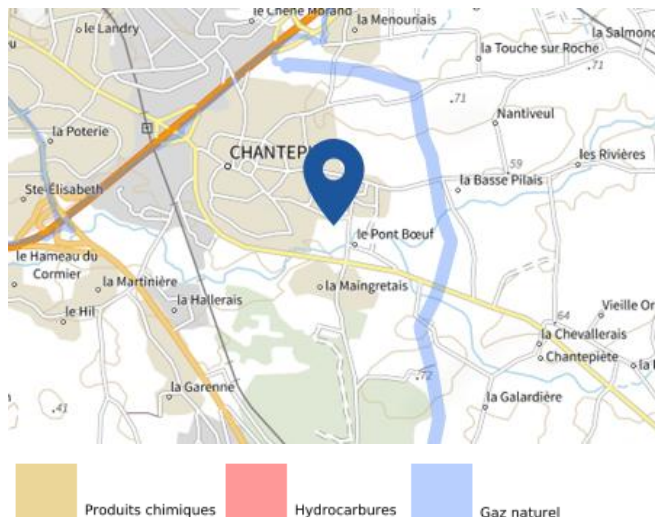 le Chêne Morand
la Menouriais
le Landry
la Salmon
la Touche sur Roche
71
71
Nantiveul
la Poterie
CHANTEP
59
les Rivières
la Basse Pilais
Ste-Élisabeth
le Pont Bœuf
le Hameau du
Cormier
la Martinière
la Maingretais
la Hallerais
Vieille Or
le Hil
64
la Chevallerais
Chantepiète
la Garenne
72
41
la Galardière
Produits chimiques
Hydrocarbures
Gaz naturel